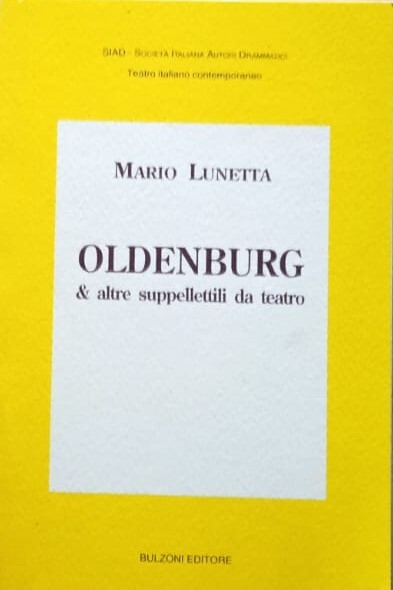 SIAD - SOCIETÀ ITALIANA AUTORI DRAMMATICI
Teatro italiano contemporaneo
MARIO LUNETTA
OLDENBURG
& altre suppellettili da teatro
BULZONI EDITORE